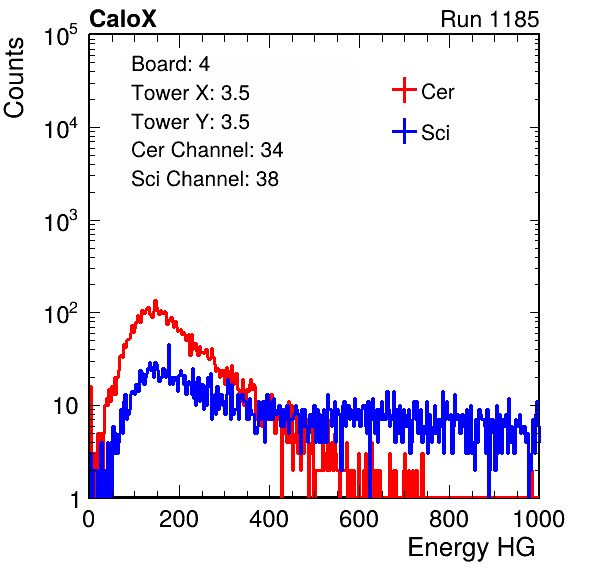 CaloX Run 1185
Counts
Board: 4
Tower X: 3.5
Tower Y: 3.5
Cer Channel: 34
Sci Channel: 38
Cer
Sci
10^5
10^4
10^3
10^2
10
1
0 200 400 600 800 1000
Energy HG